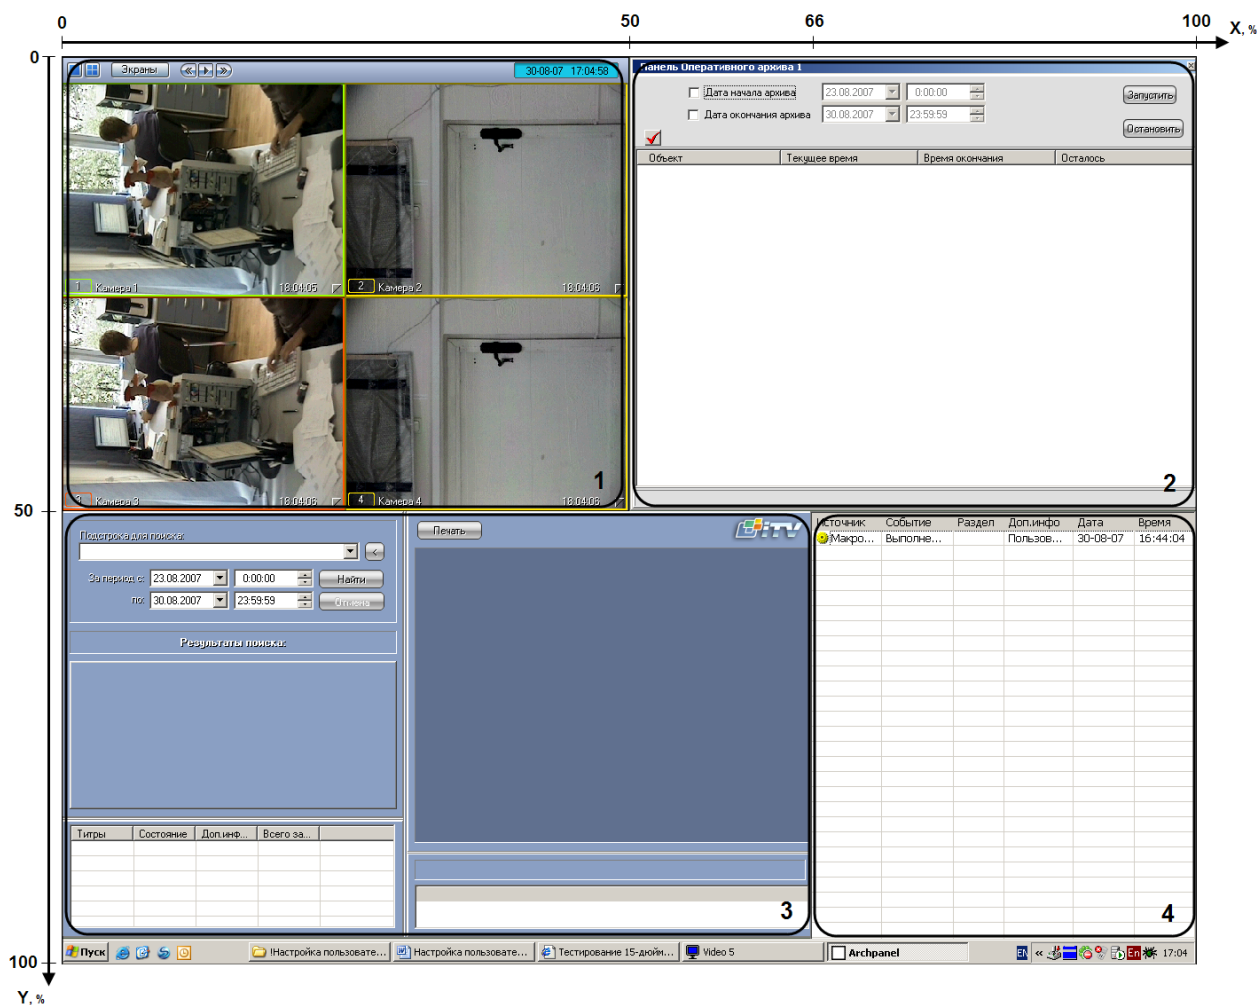 0 50 66 100 X, %
0
Экраны 30-08-07 17:04:58
Панель Оперативного архива 1
Дата начала архива 23.08.2007 0:00:00 Запустить
Дата окончания архива 30.08.2007 23:59:59 Остановить
Объект Текущее время Время окончания Осталось
1 Камера 1 18:04:05 2 Камера 2 18:04:06
3 Камера 3 18:04:06 4 Камера 4 18:04:06
1
2
50
Подстрока для поиска:
<
За период с: 23.08.2007 0:00:00 Найти
по: 30.08.2007 23:59:59 Отмена
Результаты поиска:
Титры Состояние Доп.инф... Всего за...
Печать iTV
3
Источник Событие Раздел Доп.инфо Дата Время
Макро... Выполне... Пользов... 30-08-07 16:44:04
4
Пуск !Настройка пользовате... Настройка пользовате... Тестирование 15-дюйм... Video 5 Archpanel EN « En 17:04
100
Y, %